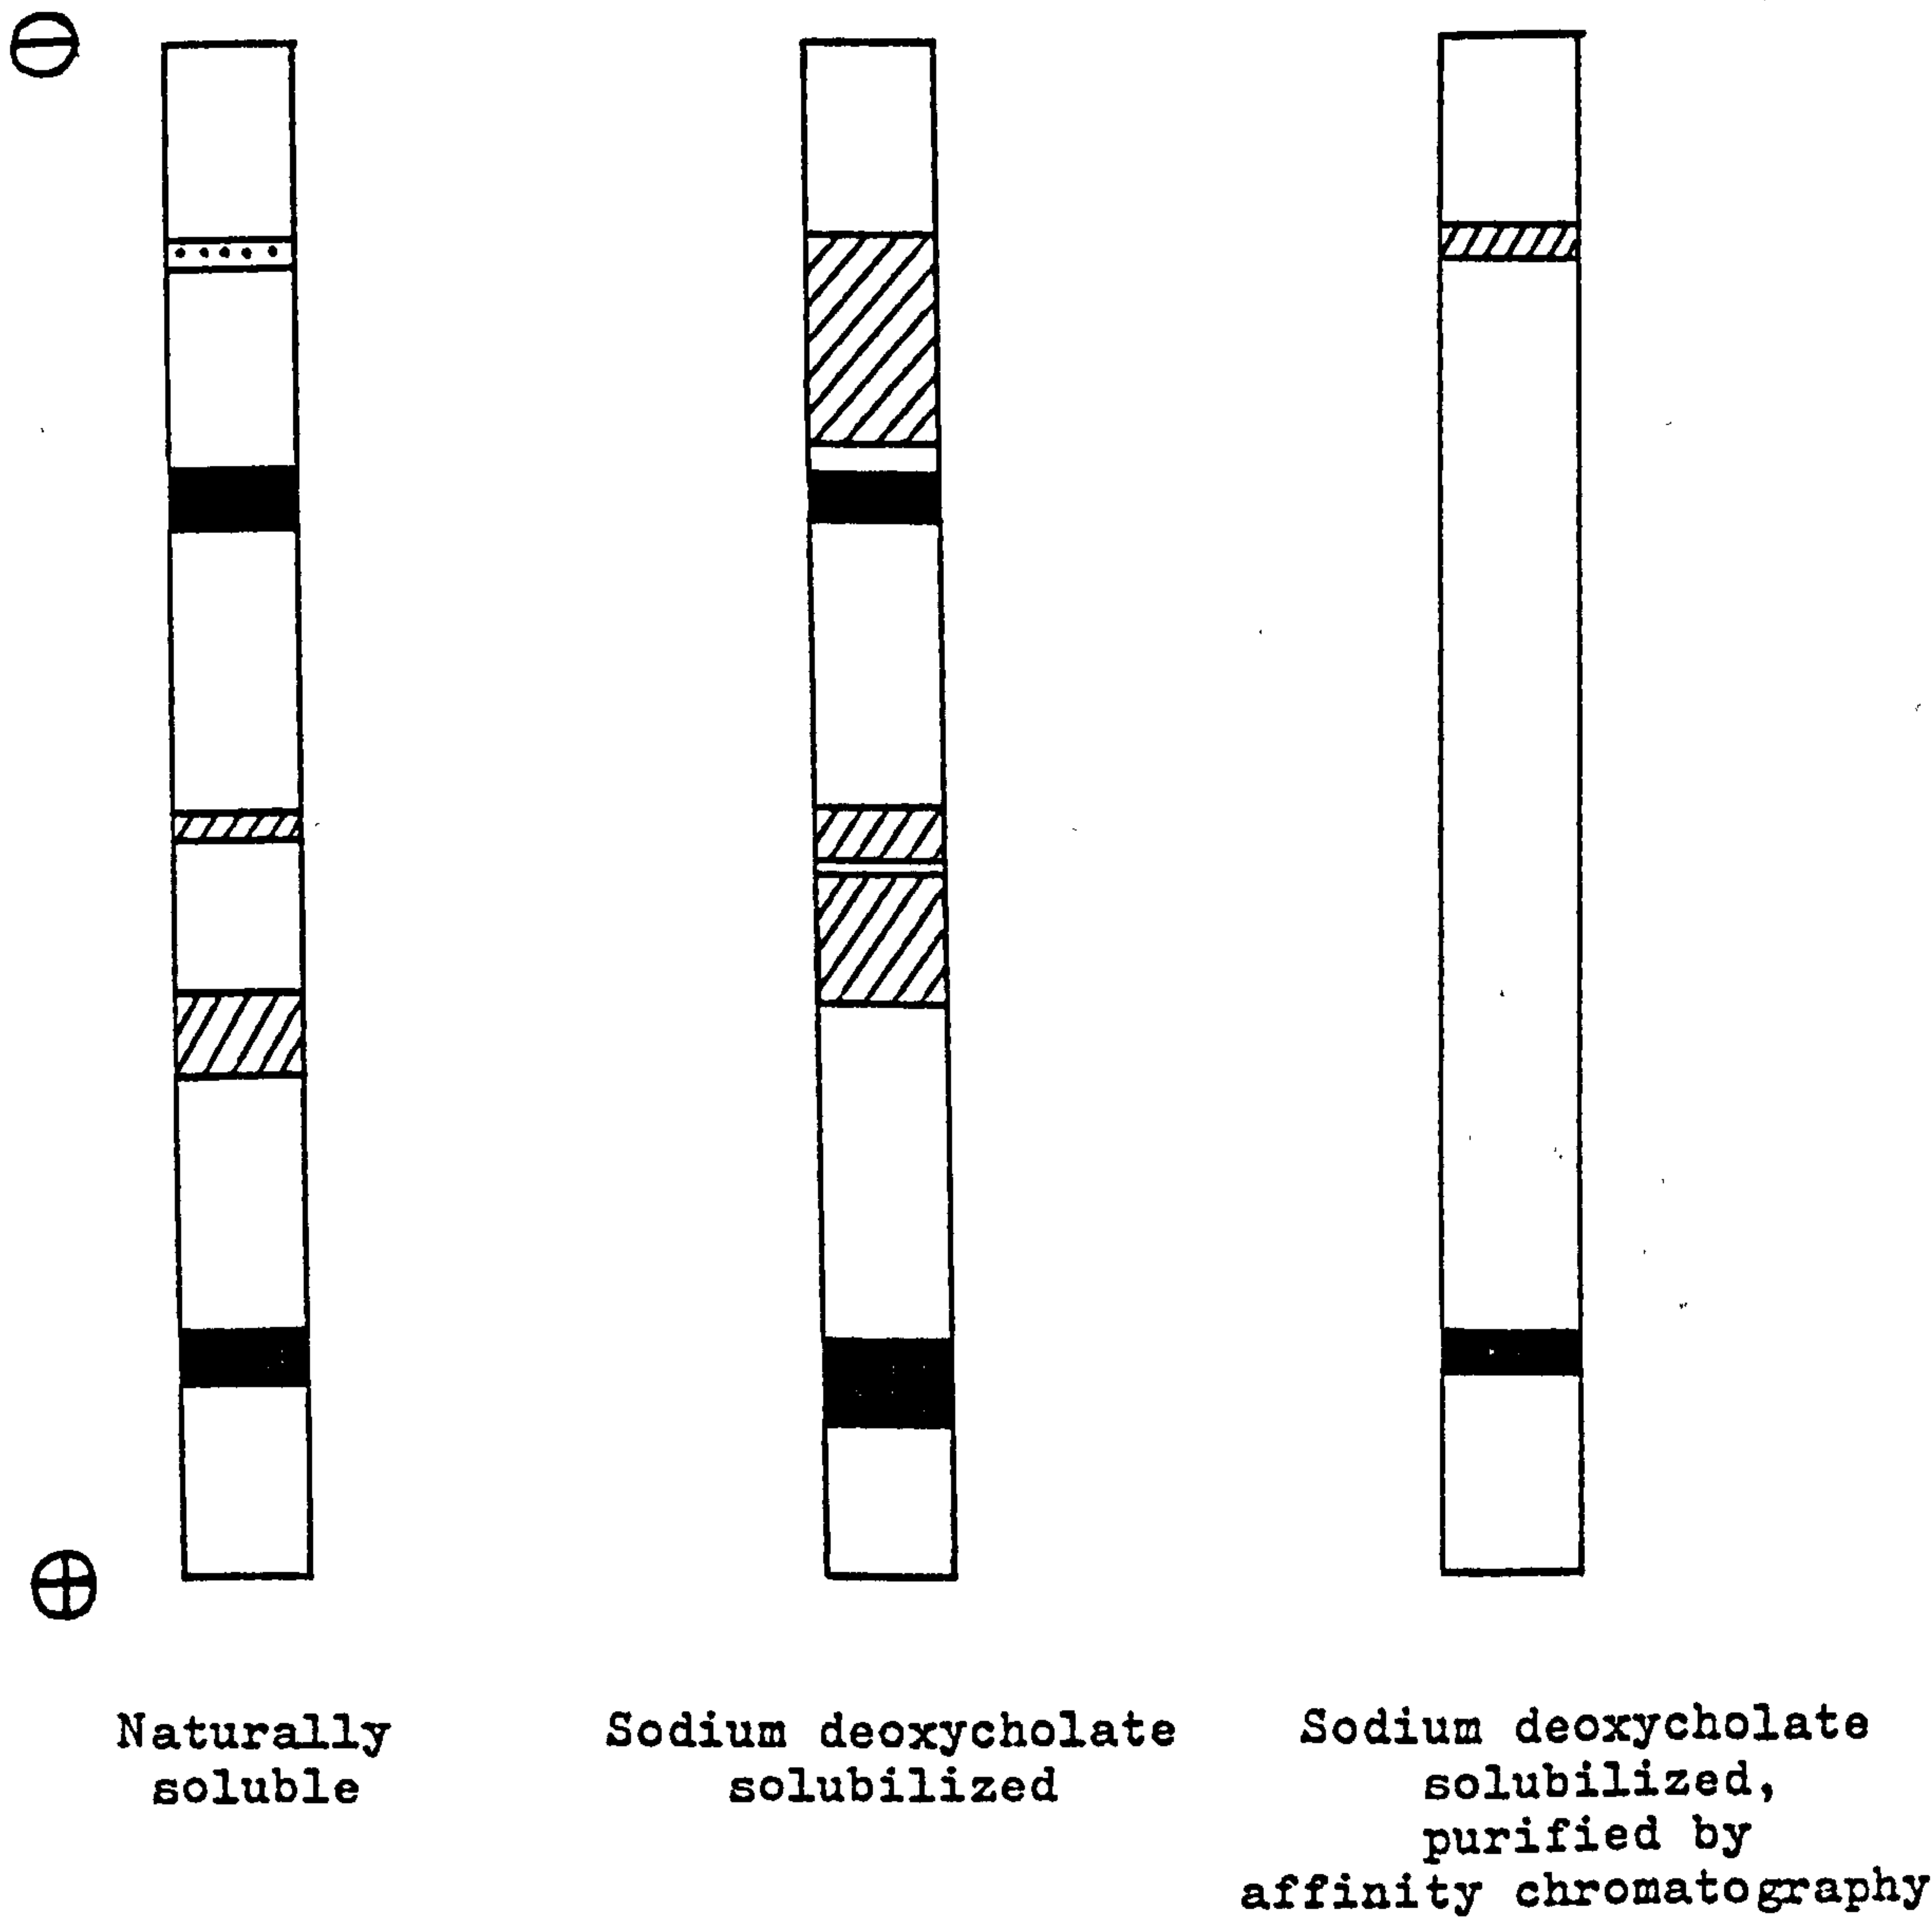 ⊖
⊕
Naturally
soluble
Sodium deoxycholate
solubilized
Sodium deoxycholate
solubilized,
purified by
affinity chromatography